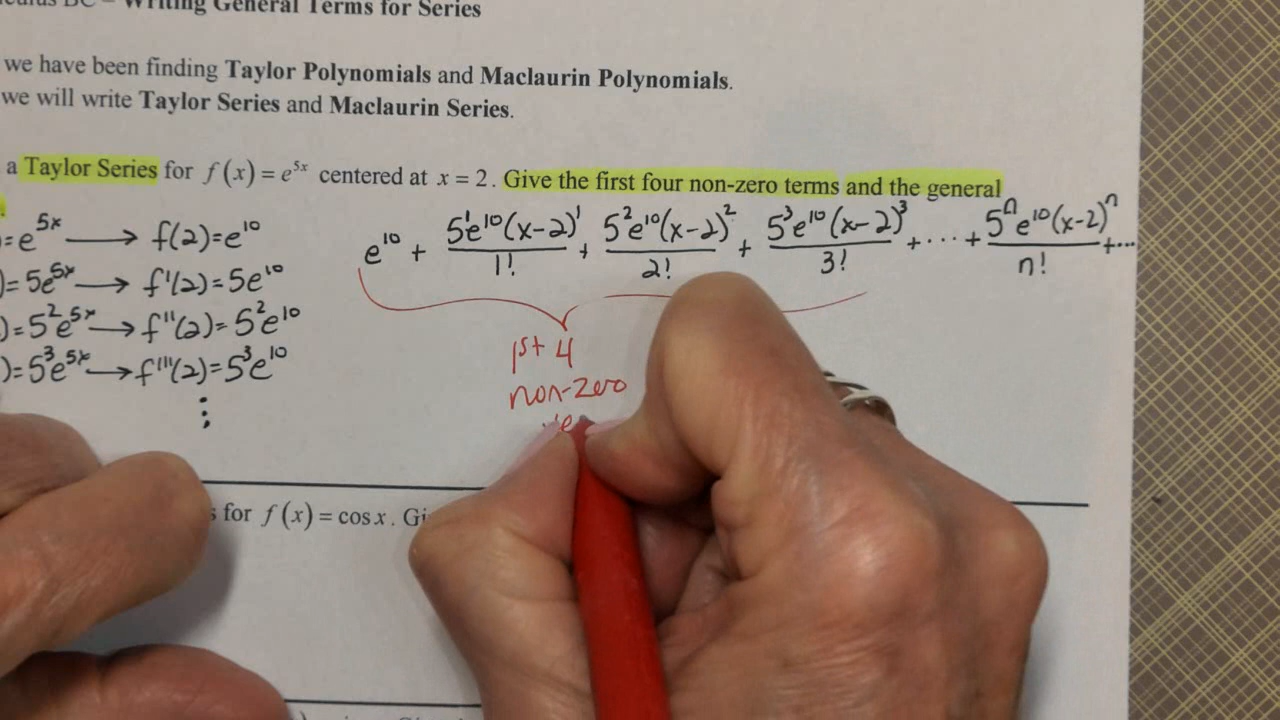 BC – Writing General Terms for Series
we have been finding Taylor Polynomials and Maclaurin Polynomials.
we will write Taylor Series and Maclaurin Series.
a Taylor Series for f(x) = e^{5x} centered at x = 2. Give the first four non-zero terms and the general
= e^{5x} ⟶ f(2)=e^{10}
) = 5e^{5x} ⟶ f'(2)=5e^{10}
) = 5^2e^{5x} ⟶ f''(2)=5^2e^{10}
) = 5^3e^{5x} ⟶ f'''(2)=5^3e^{10}
⋮
e^{10} + 5^1e^{10}(x-2)^1/1! + 5^2e^{10}(x-2)^2/2! + 5^3e^{10}(x-2)^3/3! + ···· + 5^n e^{10}(x-2)^n/n! + ···
1st 4
non-zero
for f(x) = cos x.